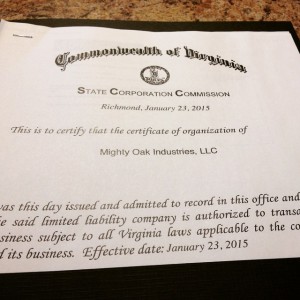 Commonwealth of Virginia
STATE CORPORATION COMMISSION
Richmond, January 23, 2015
This is to certify that the certificate of organization of
Mighty Oak Industries, LLC
was this day issued and admitted to record in this office and
said limited liability company is authorized to transa
usiness subject to all Virginia laws applicable to the co
d its business. Effective date: January 23, 2015